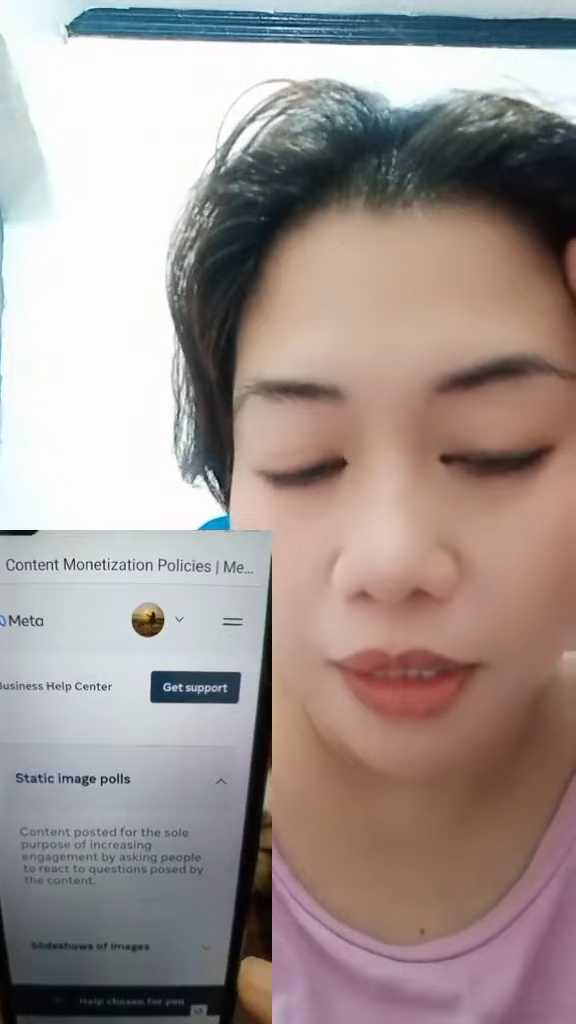 Content Monetization Policies | Me...
Meta
Business Help Center
Get support
Static image polls
Content posted for the sole
purpose of increasing
engagement by asking people
to react to questions posed by
the content.
Slideshows of images
Help chosen for you